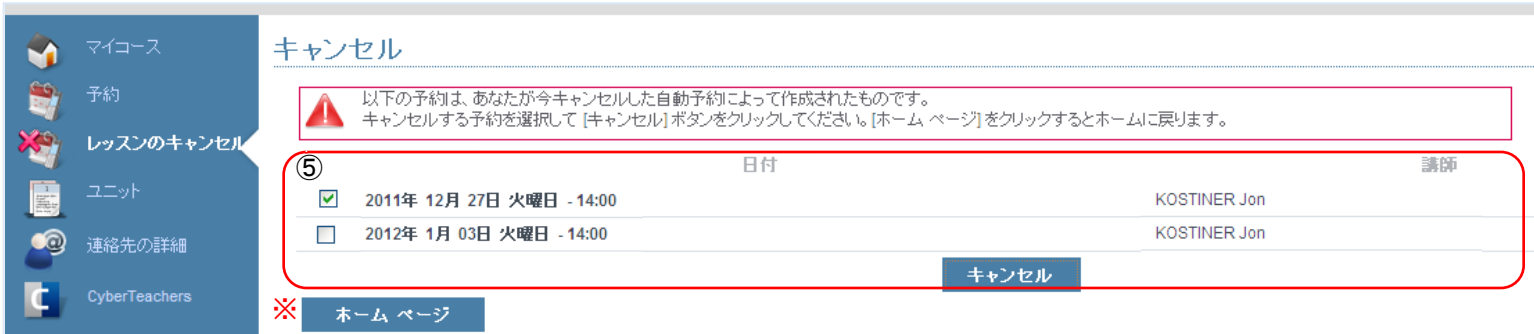 マイコース
予約
レッスンのキャンセル
ユニット
連絡先の詳細
CyberTeachers
キャンセル
以下の予約は、あなたが今キャンセルした自動予約によって作成されたものです。
キャンセルする予約を選択して [キャンセル] ボタンをクリックしてください。[ホーム ページ] をクリックするとホームに戻ります。
⑤
日付 講師
2011年 12月 27日 火曜日 - 14:00 KOSTINER Jon
2012年 1月 03日 火曜日 - 14:00 KOSTINER Jon
キャンセル
※ ホーム ページ